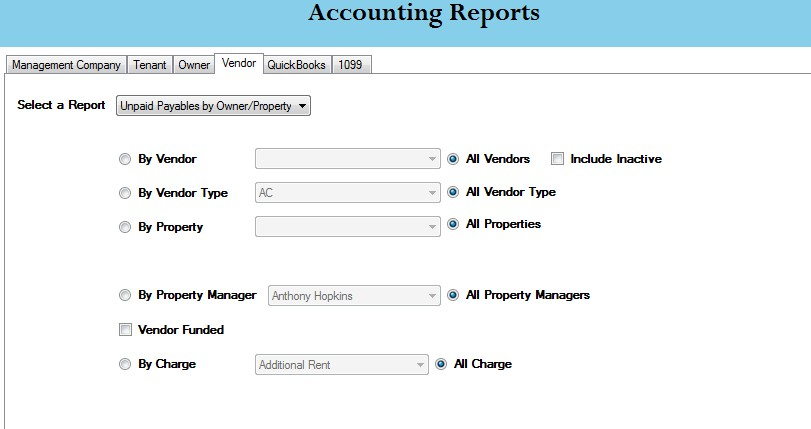 Accounting Reports
Management Company Tenant Owner Vendor QuickBooks 1099
Select a Report Unpaid Payables by Owner/Property
By Vendor All Vendors Include Inactive
By Vendor Type AC All Vendor Type
By Property All Properties
By Property Manager Anthony Hopkins All Property Managers
Vendor Funded
By Charge Additional Rent All Charge